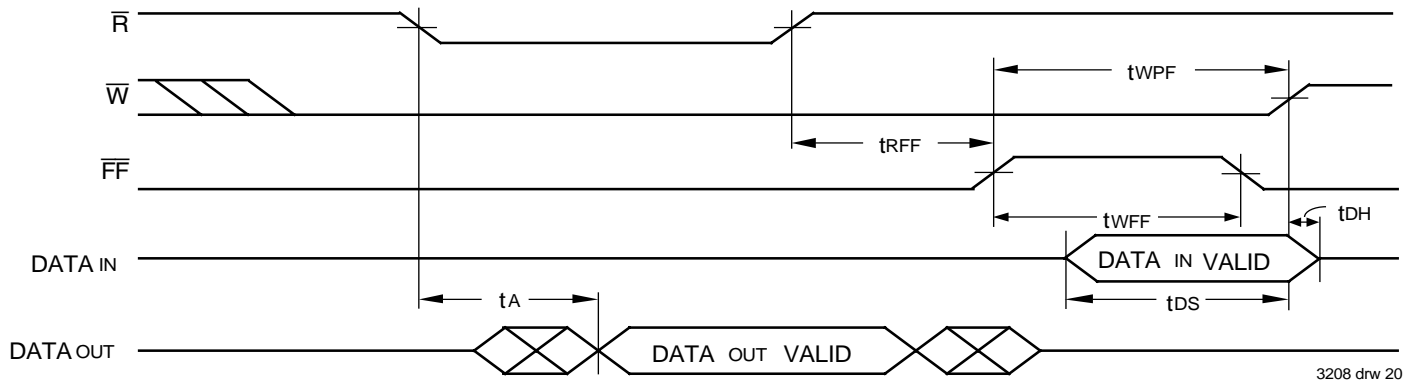 R̅
tWPF
W̅
tRFF
F̅F̅
tWFF
tDH
DATA IN
DATA IN VALID
tA
tDS
DATA OUT
DATA OUT VALID
3208 drw 20